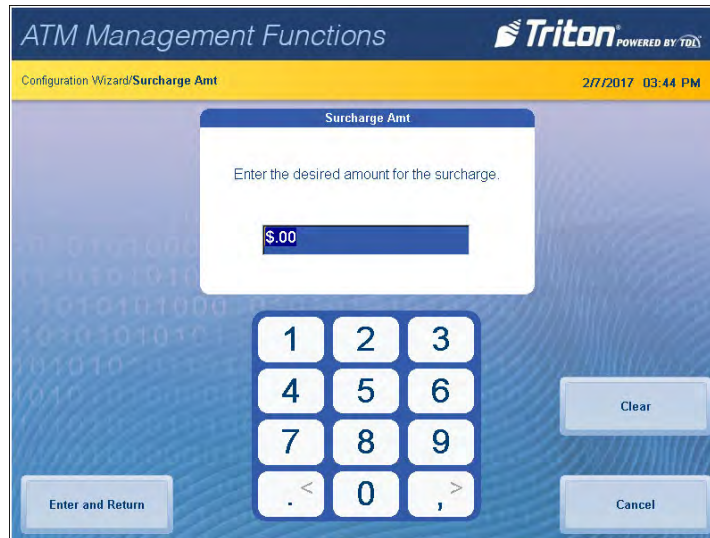 ATM Management Functions
Triton POWERED BY TDL
Configuration Wizard/Surcharge Amt
2/7/2017 03:44 PM
Surcharge Amt
Enter the desired amount for the surcharge.
$.00
1 2 3
4 5 6
7 8 9
. < 0 , >
Clear
Enter and Return
Cancel